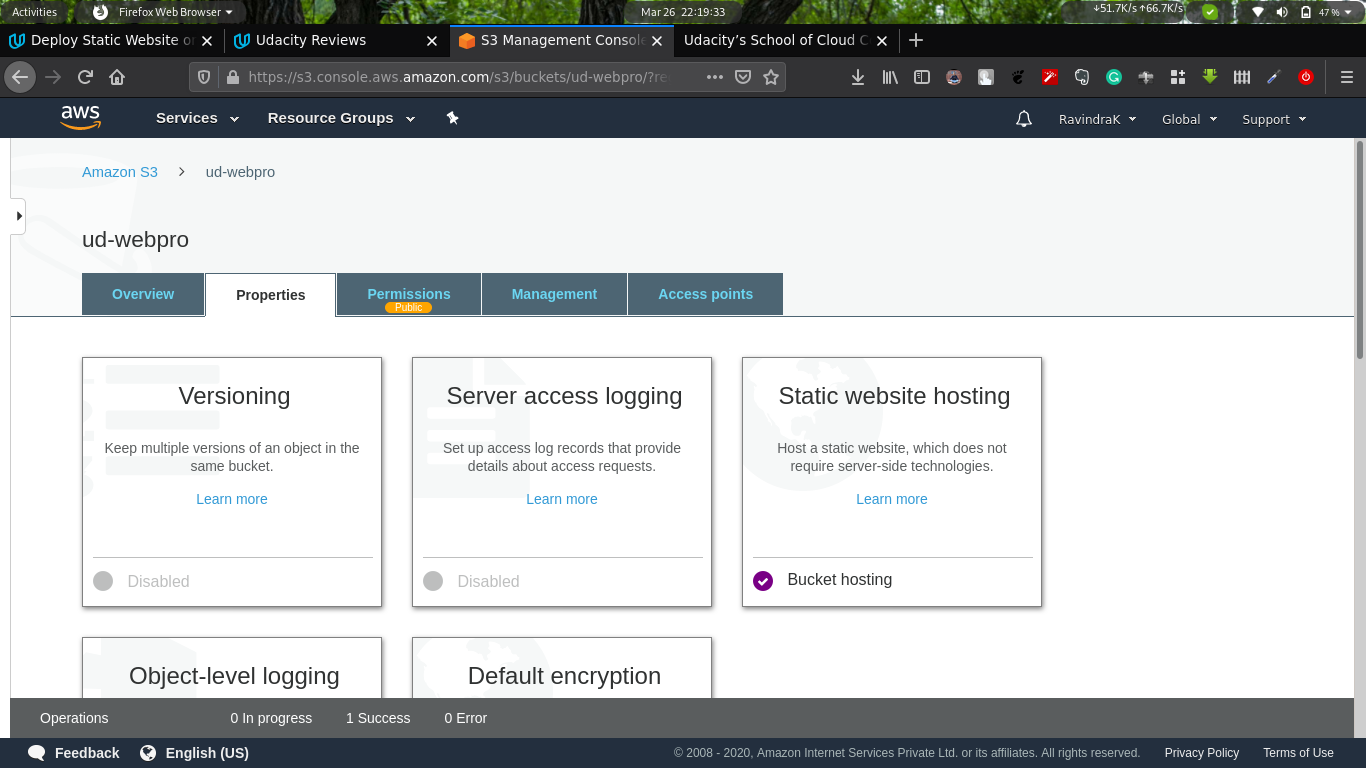 Activities Firefox Web Browser Mar 26 22:19:33 ↓51.7K/s ↑66.7K/s 47 %
Deploy Static Website on Udacity Reviews S3 Management Console Udacity’s School of Cloud C
https://s3.console.aws.amazon.com/s3/buckets/ud-webpro/?re
aws Services Resource Groups RavindraK Global Support
Amazon S3 ud-webpro
ud-webpro
Overview Properties Permissions Management Access points
Public
Versioning
Keep multiple versions of an object in the
same bucket.
Learn more
Disabled
Server access logging
Set up access log records that provide
details about access requests.
Learn more
Disabled
Static website hosting
Host a static website, which does not
require server-side technologies.
Learn more
Bucket hosting
Object-level logging
Default encryption
Operations 0 In progress 1 Success 0 Error
Feedback English (US) © 2008 - 2020, Amazon Internet Services Private Ltd. or its affiliates. All rights reserved. Privacy Policy Terms of Use